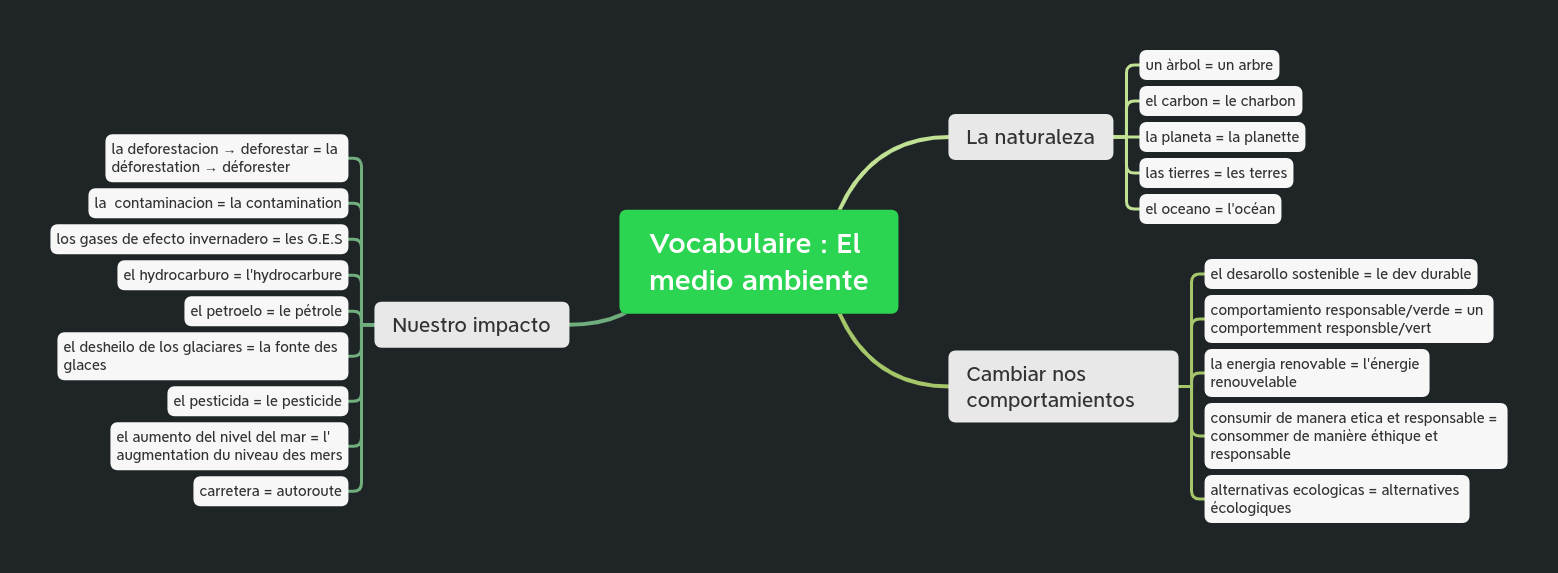 Vocabulaire : El
medio ambiente
La naturaleza
un àrbol = un arbre
el carbon = le charbon
la planeta = la planette
las tierres = les terres
el oceano = l'océan
Cambiar nos
comportamientos
el desarollo sostenible = le dev durable
comportamiento responsable/verde = un
comportemment responsble/vert
la energia renovable = l'énergie
renouvelable
consumir de manera etica et responsable =
consommer de manière éthique et
responsable
alternativas ecologicas = alternatives
écologiques
Nuestro impacto
la deforestacion → deforestar = la
déforestation → déforester
la  contaminacion = la contamination
los gases de efecto invernadero = les G.E.S
el hydrocarburo = l'hydrocarbure
el petroelo = le pétrole
el desheilo de los glaciares = la fonte des
glaces
el pesticida = le pesticide
el aumento del nivel del mar = l'
augmentation du niveau des mers
carretera = autoroute